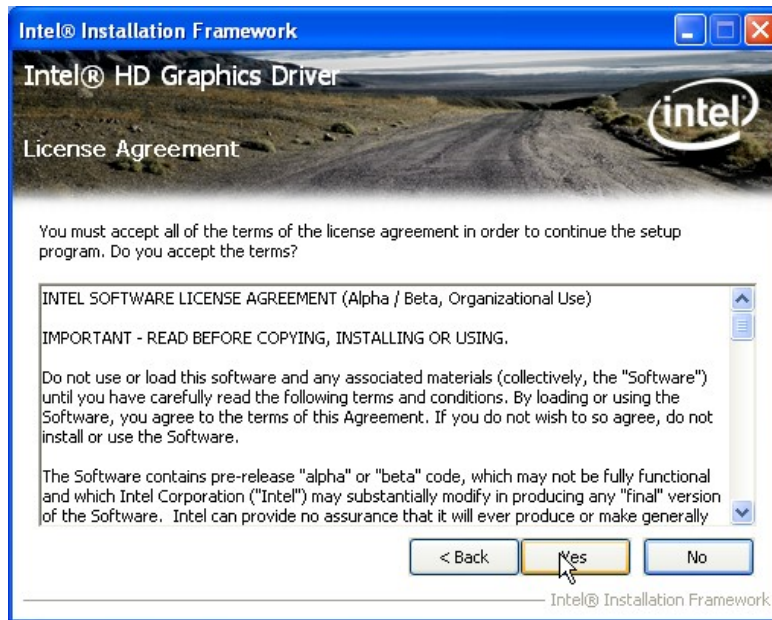 Intel® Installation Framework
Intel® HD Graphics Driver
intel
License Agreement
You must accept all of the terms of the license agreement in order to continue the setup
program. Do you accept the terms?
INTEL SOFTWARE LICENSE AGREEMENT (Alpha / Beta, Organizational Use)
IMPORTANT - READ BEFORE COPYING, INSTALLING OR USING.
Do not use or load this software and any associated materials (collectively, the "Software")
until you have carefully read the following terms and conditions. By loading or using the
Software, you agree to the terms of this Agreement. If you do not wish to so agree, do not
install or use the Software.
The Software contains pre-release "alpha" or "beta" code, which may not be fully functional
and which Intel Corporation ("Intel") may substantially modify in producing any "final" version
of the Software. Intel can provide no assurance that it will ever produce or make generally
< Back Yes No
Intel® Installation Framework